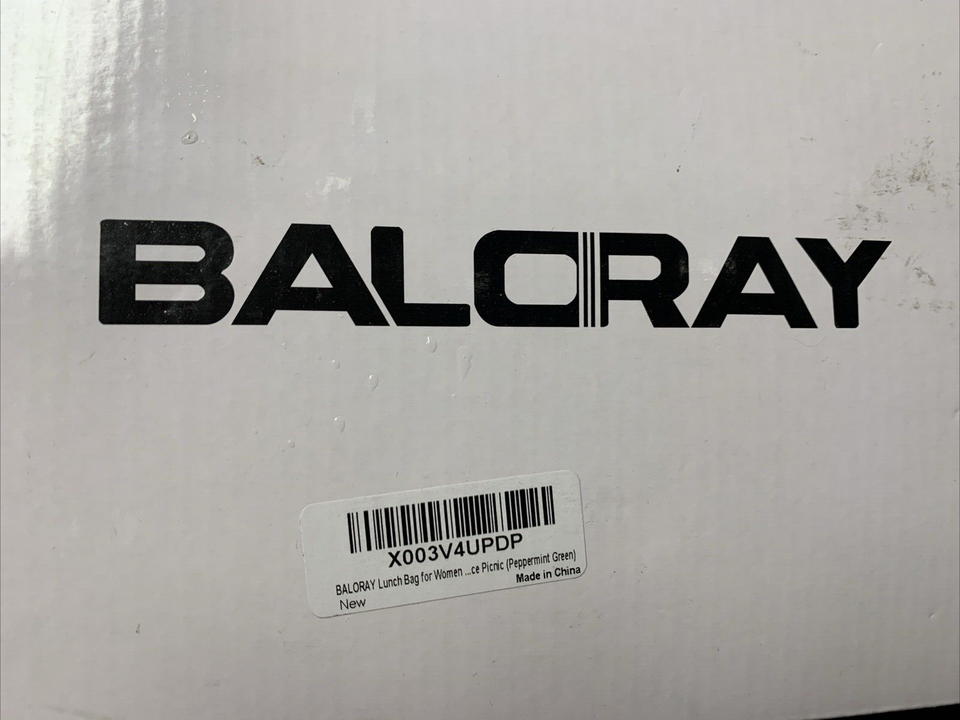 BALORAY
X003V4UPDP
BALORAY Lunch Bag for Women ...ce Picnic (Peppermint Green)
New
Made in China